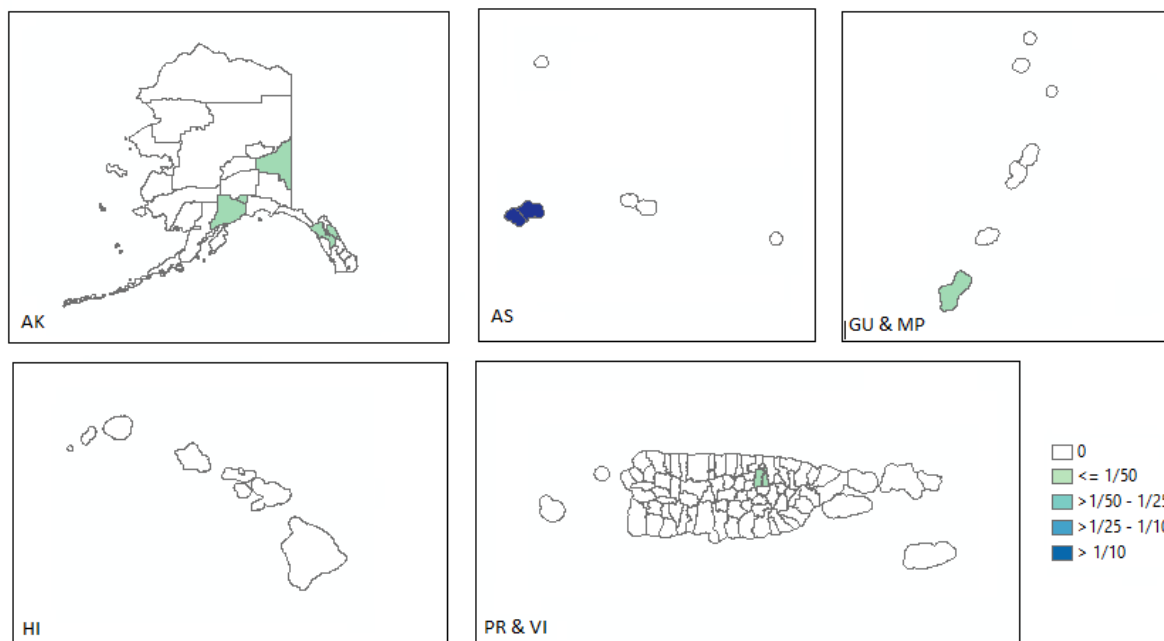 AK
AS
GU & MP
HI
PR & VI
0
<= 1/50
>1/50 - 1/25
>1/25 - 1/10
> 1/10